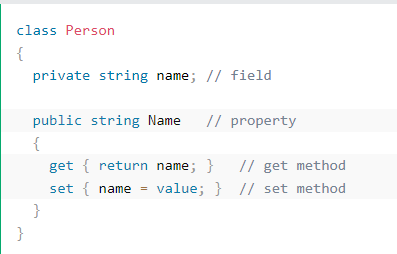 class Person
{
  private string name; // field
  public string Name   // property
  {
    get { return name; }   // get method
    set { name = value; }  // set method
  }
}